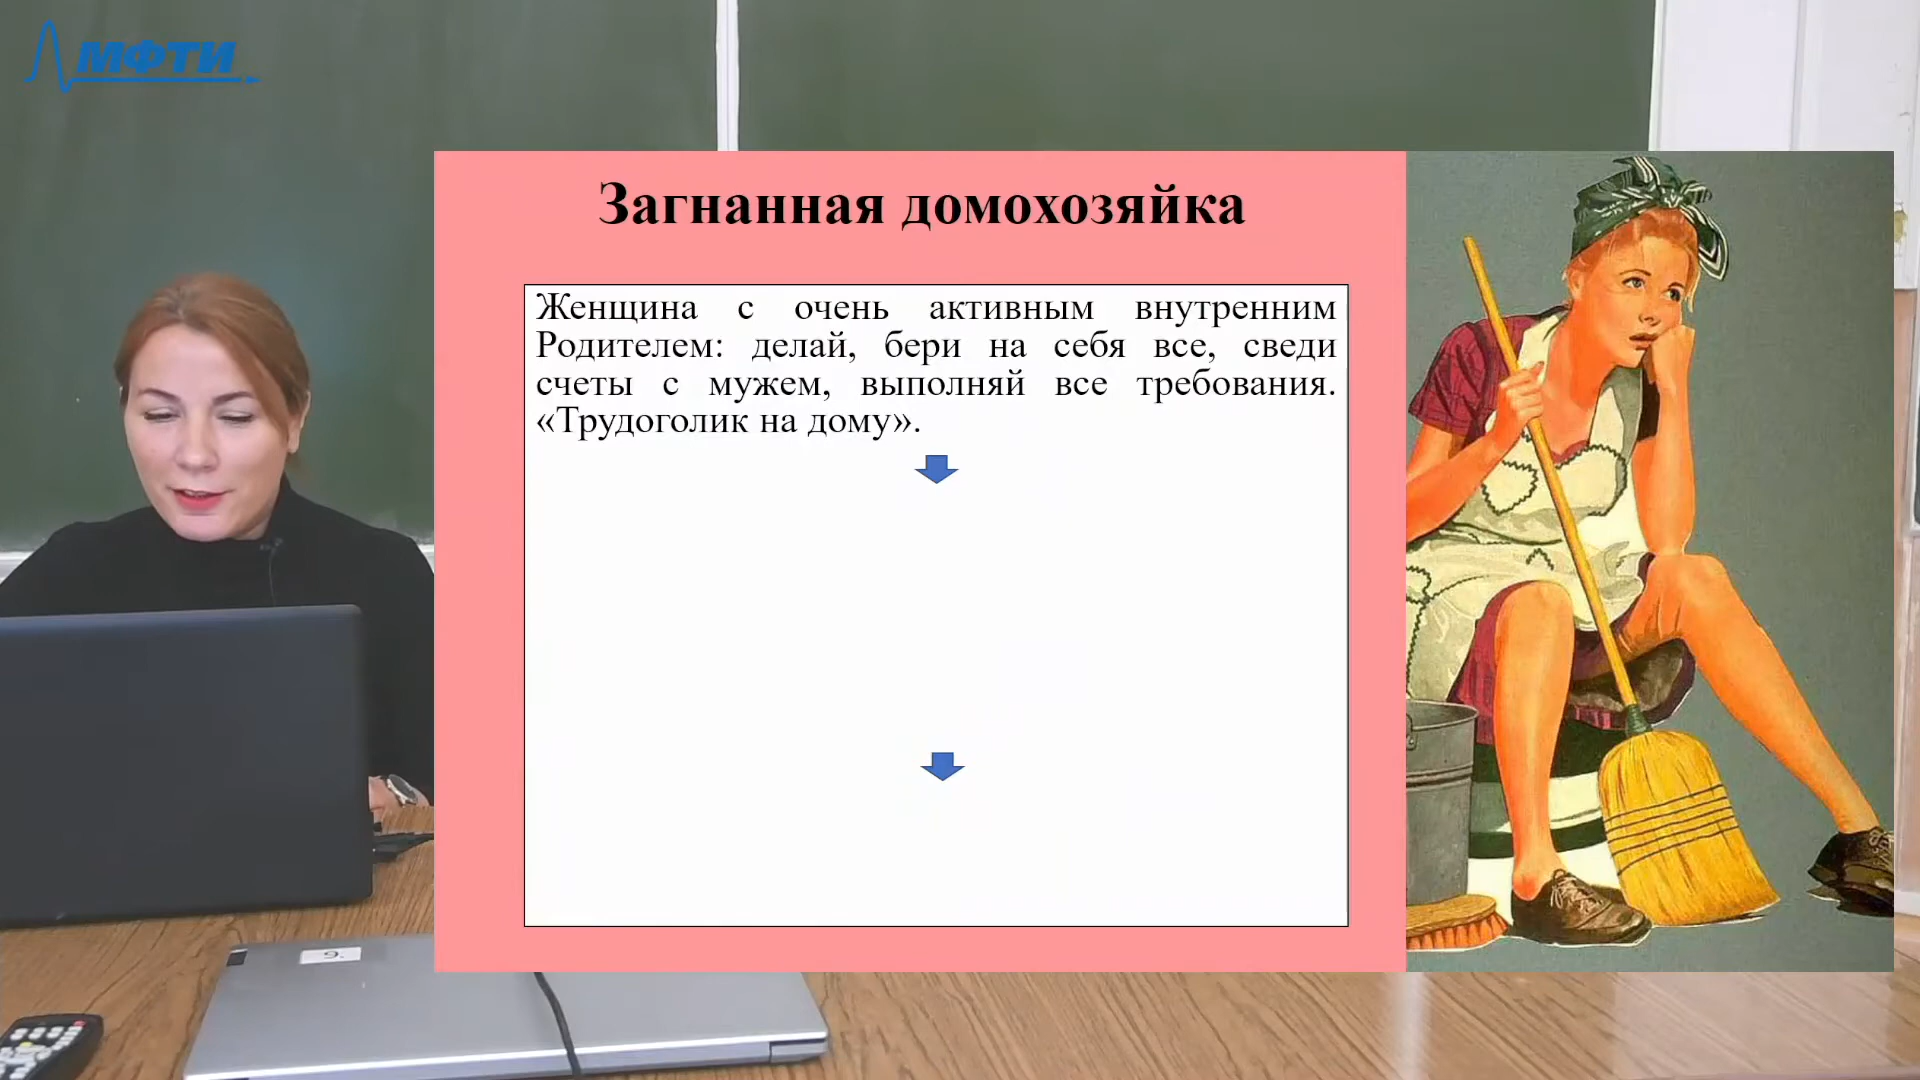 МФТИ
Загнанная домохозяйка
Женщина с очень активным внутренним
Родителем: делай, бери на себя все, сведи
счеты с мужем, выполняй все требования.
«Трудоголик на дому».
9.